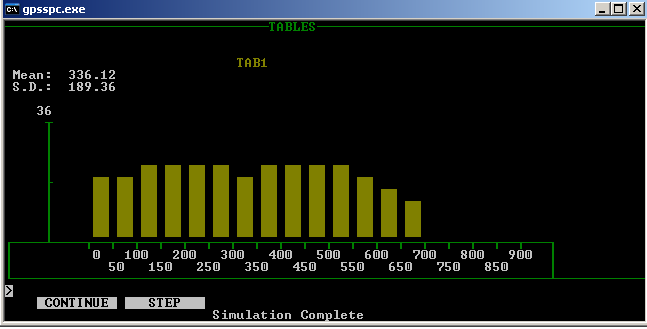 gpsspc.exe
TABLES
TAB1
Mean: 336.12
S.D.: 189.36
36
0 100 200 300 400 500 600 700 800 900
50 150 250 350 450 550 650 750 850
>
CONTINUE STEP
Simulation Complete